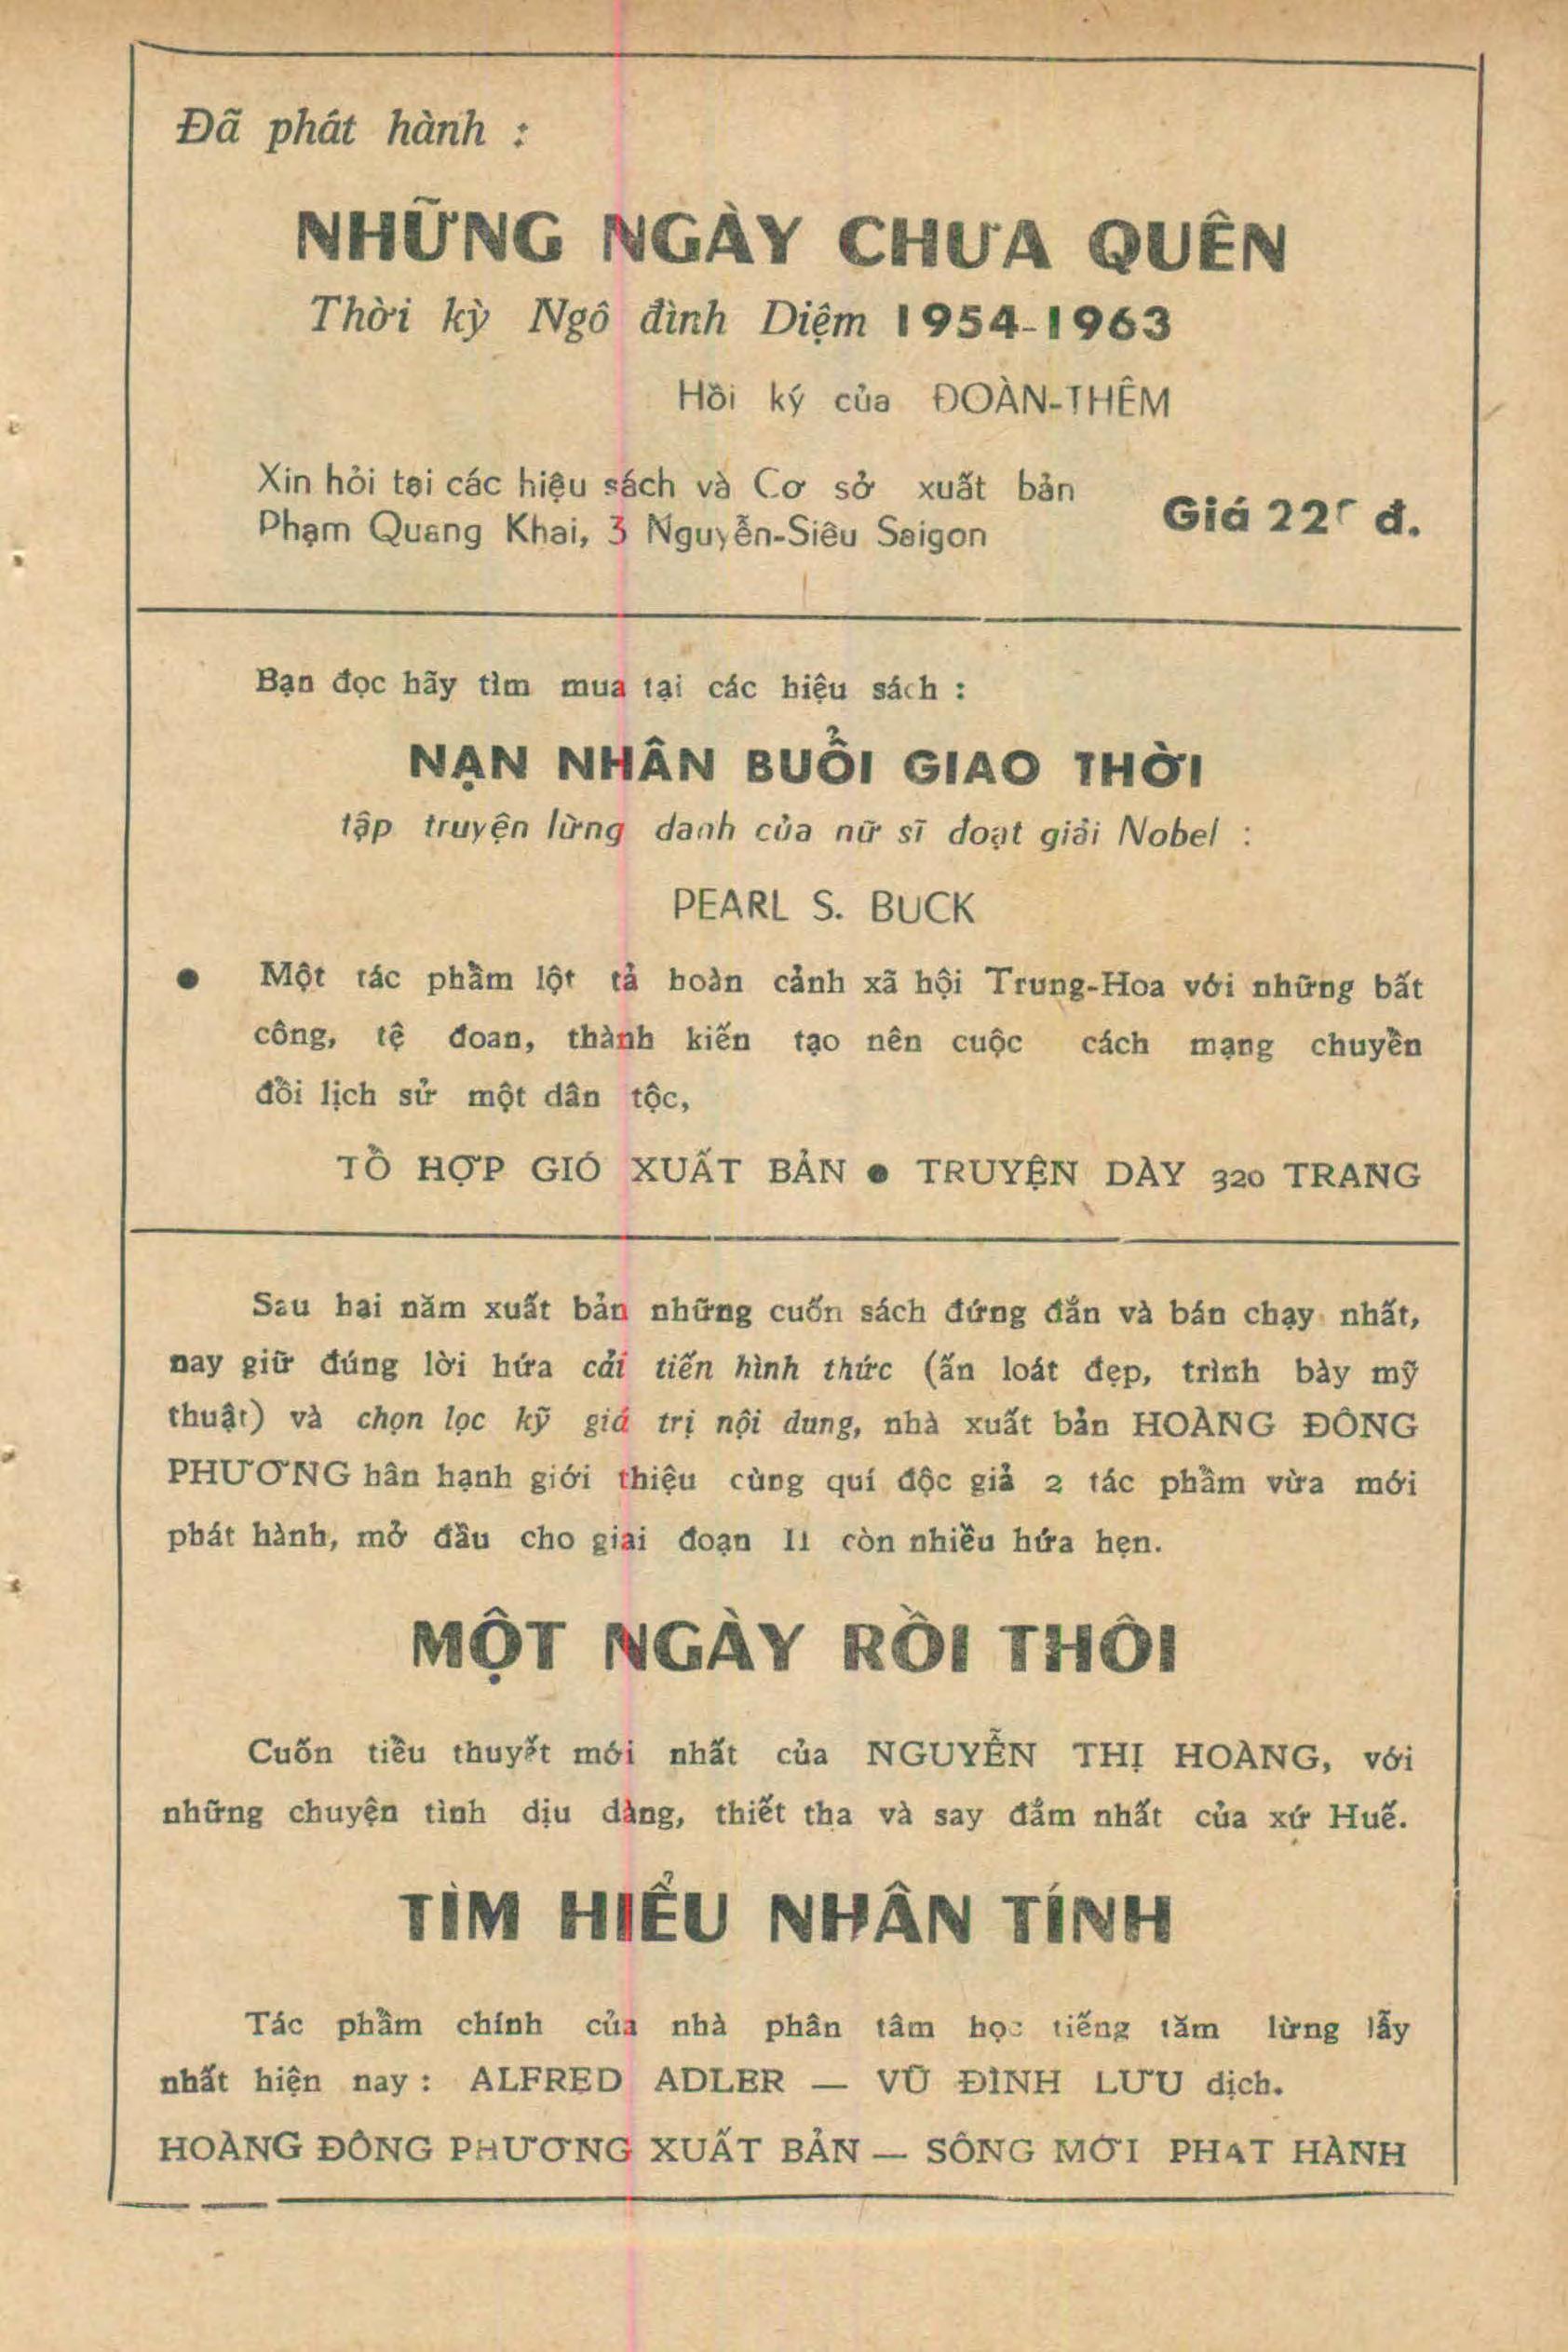 Đã phát hành :
NHỮNG NGÀY CHƯA QUÊN
Thời kỳ Ngô đình Diệm 1954-1963
Hồi ký của ĐOÀN-THÊM
Xin hỏi tại các hiệu sách và Cơ sở xuất bản
Phạm Quang Khai, 3 Nguyễn-Siêu Saigon
Giá đ.
Bạn đọc hãy tìm mua tại các hiệu sách :
NẠN NHÂN BUỔI GIAO THỜI
tập truyện lừng danh của nữ sĩ đoạt giải Nobel :
PEARL S. BUCK
● Một tác phẩm lột tả hoàn cảnh xã hội Trung-Hoa với những bất
công, tệ đoan, thành kiến tạo nên cuộc cách mạng chuyển
đổi lịch sử một dân tộc,
TỔ HỢP GIÓ XUẤT BẢN ● TRUYỆN DÀY 320 TRANG
Sau hai năm xuất bản những cuốn sách đứng đắn và bán chạy nhất,
nay giữ đúng lời hứa cải tiến hình thức (ấn loát đẹp, trình bày mỹ
thuật) và chọn lọc kỹ giá trị nội dung, nhà xuất bản HOÀNG ĐÔNG
PHƯƠNG hân hạnh giới thiệu cùng quí độc giả 2 tác phẩm vừa mới
phát hành, mở đầu cho giai đoạn II còn nhiều hứa hẹn.
MỘT NGÀY RỒI THÔI
Cuốn tiểu thuyết mới nhất của NGUYỄN THỊ HOÀNG, với
những chuyện tình dịu dàng, thiết tha và say đắm nhất của xứ Huế.
TÌM HIỂU NHÂN TÍNH
Tác phẩm chính của nhà phân tâm học tiếng tăm lừng lẫy
nhất hiện nay : ALFRED ADLER — VŨ ĐÌNH LƯU dịch.
HOÀNG ĐÔNG PHƯƠNG XUẤT BẢN — SỐNG MỚI PHÁT HÀNH